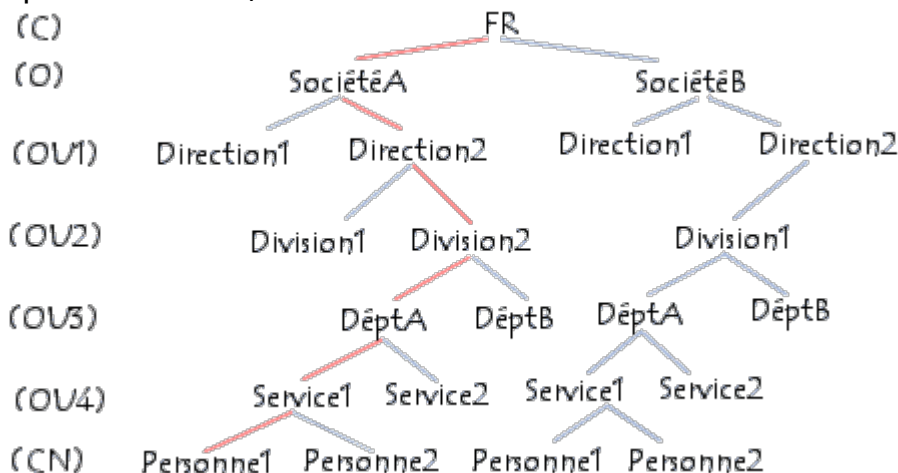 (C) FR
(O) SociétéA SociétéB
(OU1) Direction1 Direction2 Direction1 Direction2
(OU2) Division1 Division2 Division1
(OU3) DéptA DéptB DéptA DéptB
(OU4) Service1 Service2 Service1 Service2
(CN) Personne1 Personne2 Personne1 Personne2